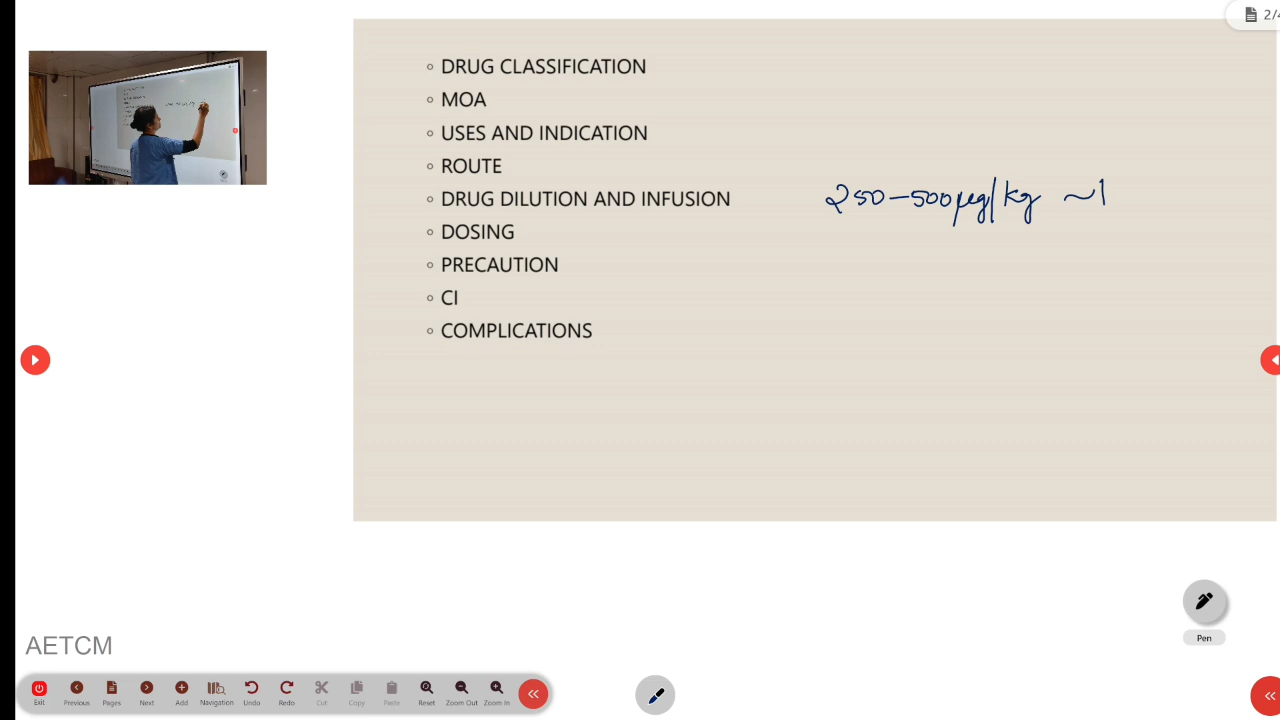 2/4
DRUG CLASSIFICATION
MOA
USES AND INDICATION
ROUTE
DRUG DILUTION AND INFUSION 250-500µg/kg ~1
DOSING
PRECAUTION
CI
COMPLICATIONS
Pen
AETCM
Exit Previous Pages Next Add Navigation Undo Redo Cut Copy Paste Reset Zoom Out Zoom In